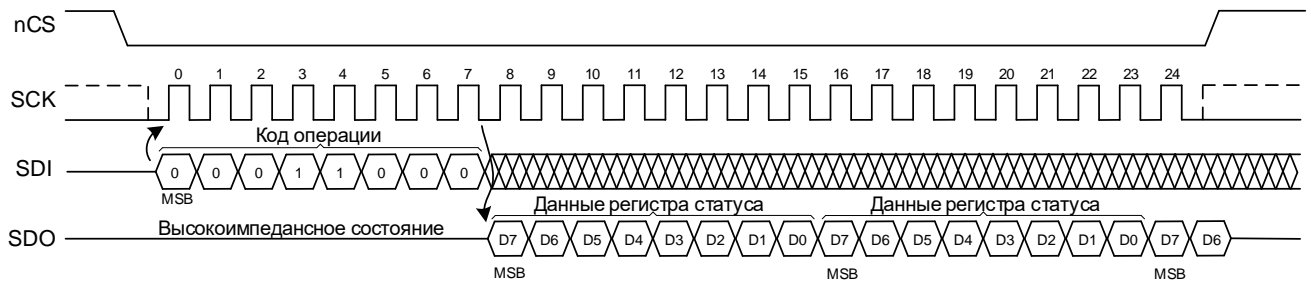 nCS
0 1 2 3 4 5 6 7 8 9 10 11 12 13 14 15 16 17 18 19 20 21 22 23 24
SCK
Код операции
SDI 0 0 0 1 1 0 0 0
MSB
Данные регистра статуса Данные регистра статуса
SDO Высокоимпедансное состояние D7 D6 D5 D4 D3 D2 D1 D0 D7 D6 D5 D4 D3 D2 D1 D0 D7 D6
MSB MSB MSB